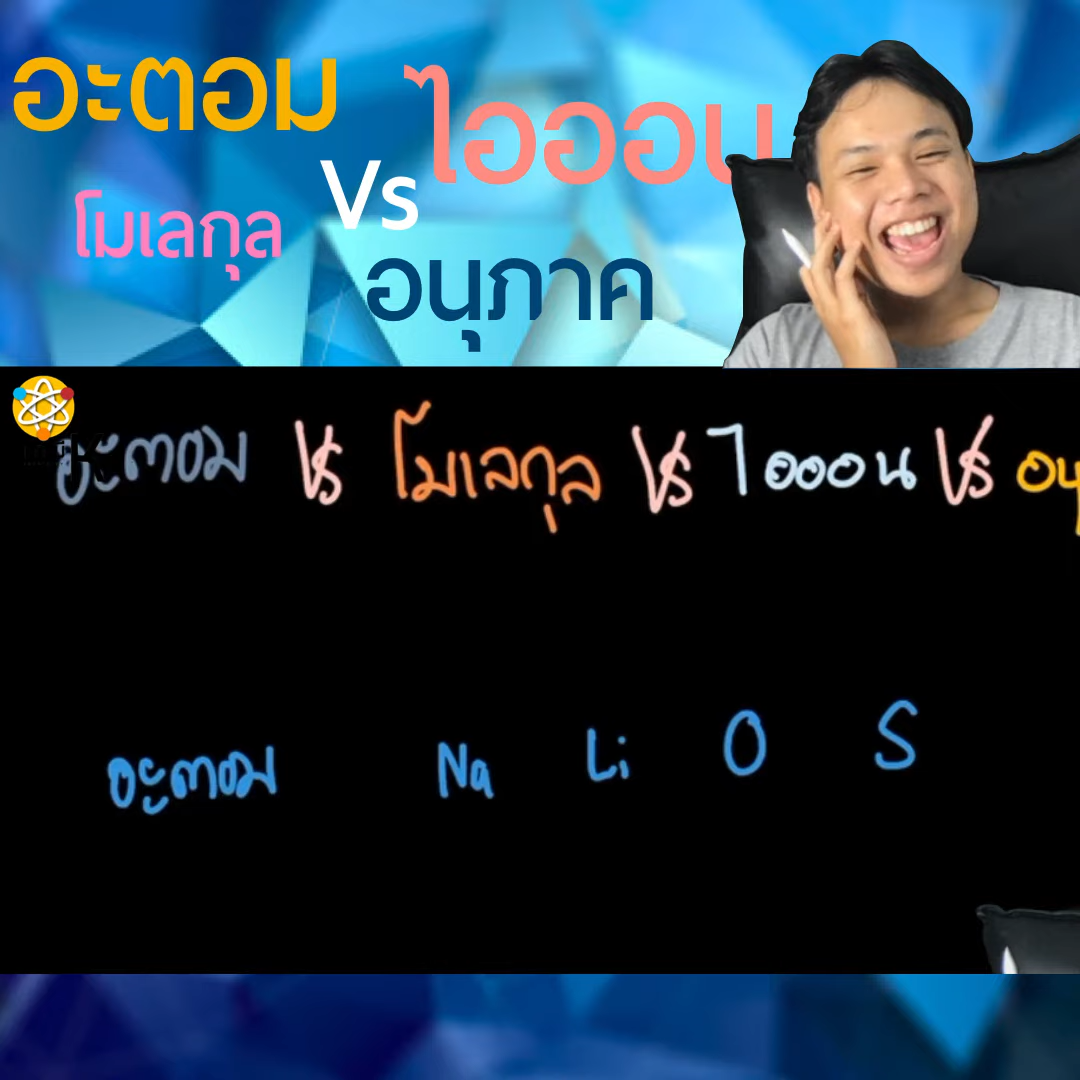 อะตอม
ไอออน
Vs
โมเลกุล
อนุภาค
อะตอม vs โมเลกุล vs ไอออน vs อนุ
อะตอม Na Li O S